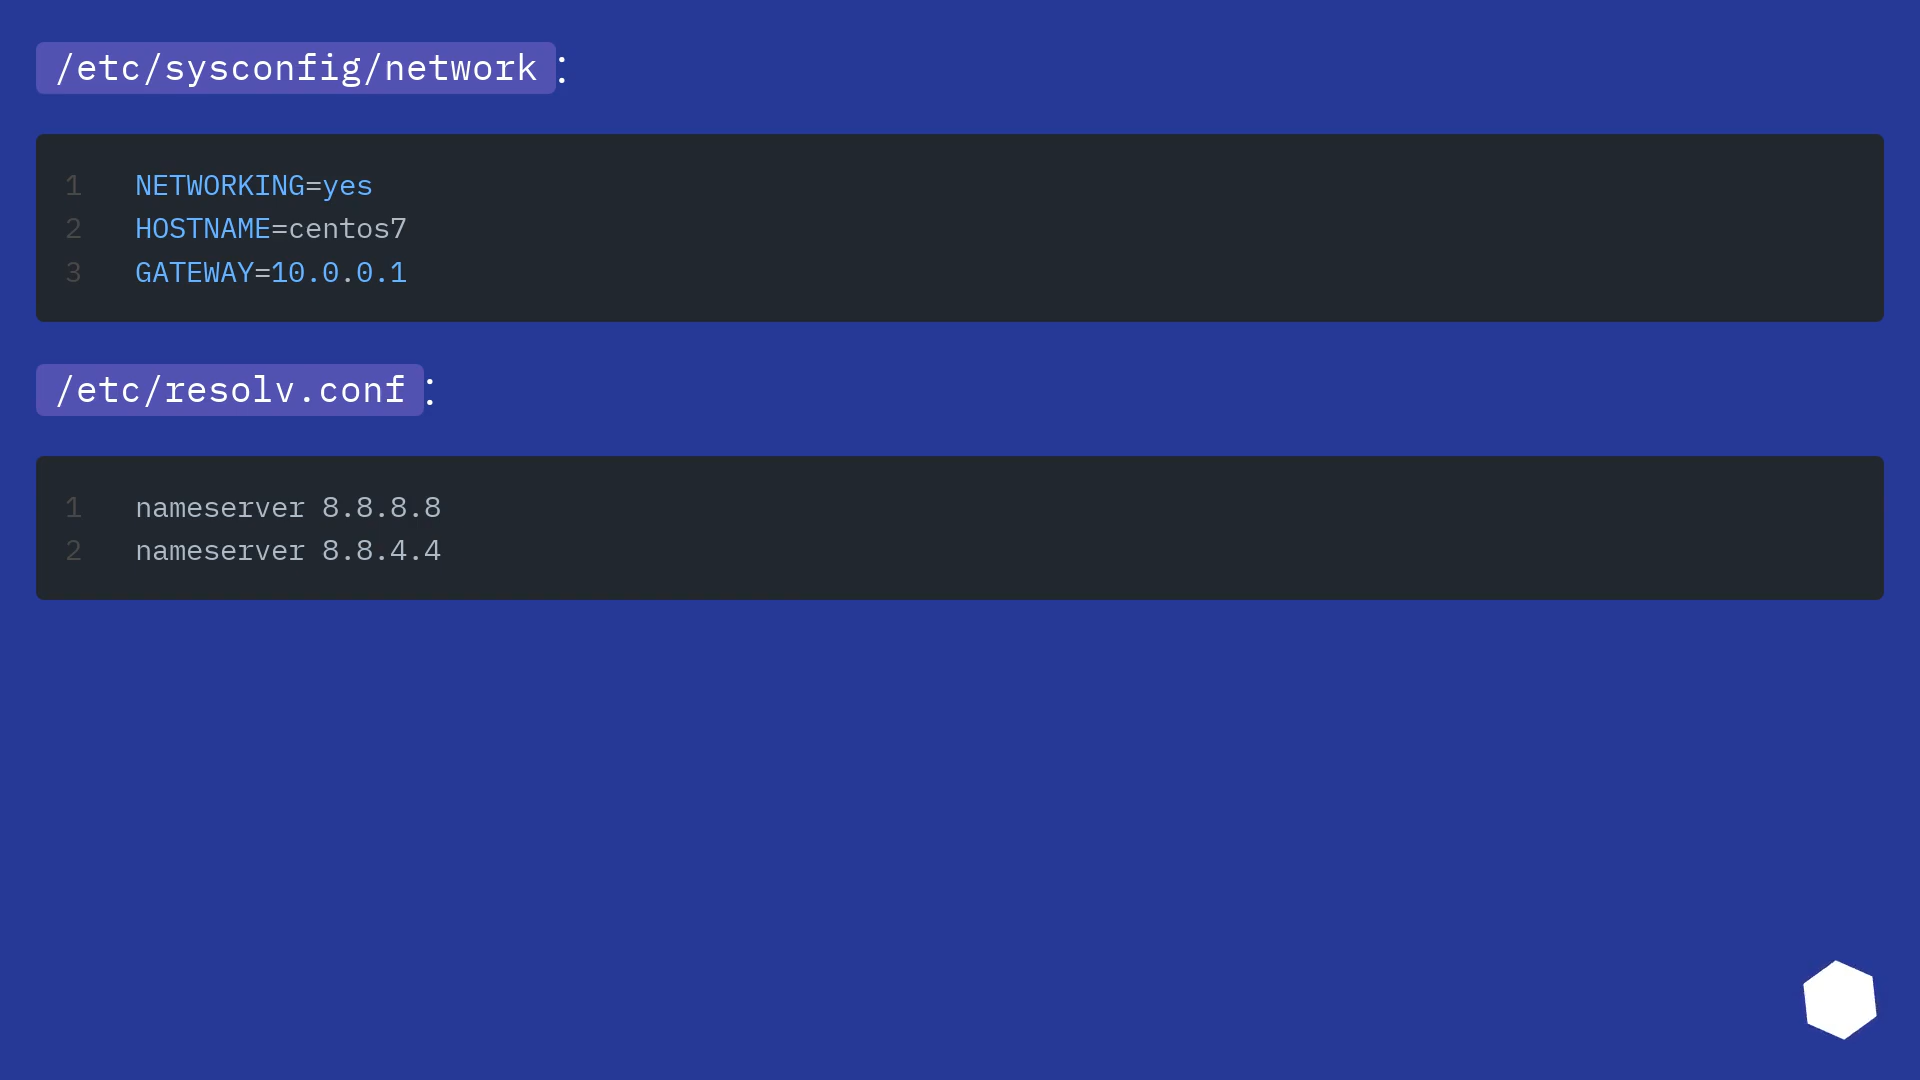 /etc/sysconfig/network:
1 NETWORKING=yes
2 HOSTNAME=centos7
3 GATEWAY=10.0.0.1
/etc/resolv.conf:
1 nameserver 8.8.8.8
2 nameserver 8.8.4.4